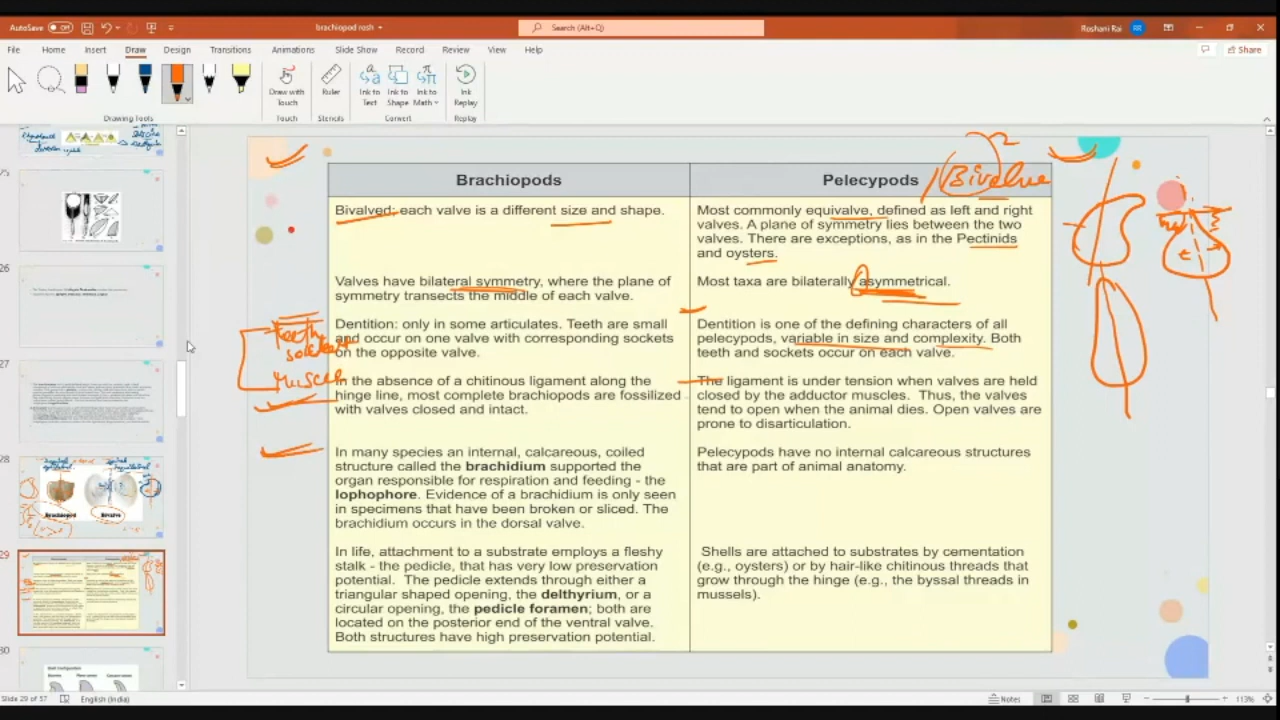 AutoSave Off
brachiopod rosh
Search (Alt+Q)
Roshani Rai
RR
File Home Insert Draw Design Transitions Animations Slide Show Record Review View Help
Share
Draw with Touch
Ruler
Ink to Text
Ink to Shape
Ink to Math
Ink Replay
Drawing Tools
Touch
Stencils
Convert
Replay
26
27
28
Brachiopod
Bivalve
29
30
Brachiopods
Pelecypods
Bivalve
2
Bivalved: each valve is a different size and shape.
Most commonly equivalve, defined as left and right
valves. A plane of symmetry lies between the two
valves. There are exceptions, as in the Pectinids
and oysters.
Valves have bilateral symmetry, where the plane of
symmetry transects the middle of each valve.
Most taxa are bilaterally asymmetrical.
Teeth
sockets
Muscle
Dentition: only in some articulates. Teeth are small
and occur on one valve with corresponding sockets
on the opposite valve.
Dentition is one of the defining characters of all
pelecypods, variable in size and complexity. Both
teeth and sockets occur on each valve.
In the absence of a chitinous ligament along the
hinge line, most complete brachiopods are fossilized
with valves closed and intact.
The ligament is under tension when valves are held
closed by the adductor muscles. Thus, the valves
tend to open when the animal dies. Open valves are
prone to disarticulation.
In many species an internal, calcareous, coiled
structure called the brachidium supported the
organ responsible for respiration and feeding - the
lophophore. Evidence of a brachidium is only seen
in specimens that have been broken or sliced. The
brachidium occurs in the dorsal valve.
Pelecypods have no internal calcareous structures
that are part of animal anatomy.
In life, attachment to a substrate employs a fleshy
stalk - the pedicle, that has very low preservation
potential. The pedicle extends through either a
triangular shaped opening, the delthyrium, or a
circular opening, the pedicle foramen; both are
located on the posterior end of the ventral valve.
Both structures have high preservation potential.
Shells are attached to substrates by cementation
(e.g., oysters) or by hair-like chitinous threads that
grow through the hinge (e.g., the byssal threads in
mussels).
Slide 29 of 57
English (India)
Notes
113%